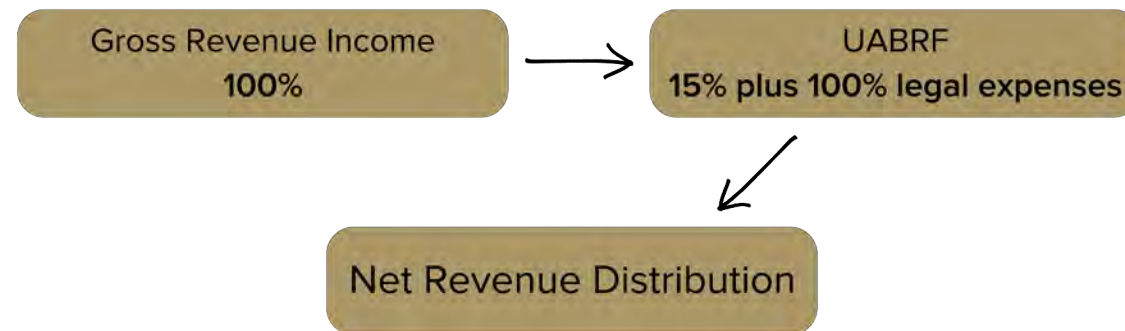 Gross Revenue Income
100%
UABRF
15% plus 100% legal expenses
Net Revenue Distribution